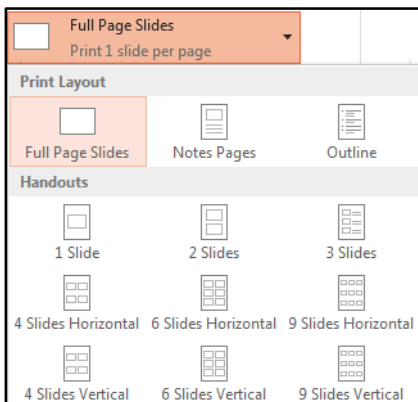 Full Page Slides
Print 1 slide per page
Print Layout
Full Page Slides Notes Pages Outline
Handouts
1 Slide 2 Slides 3 Slides
4 Slides Horizontal 6 Slides Horizontal 9 Slides Horizontal
4 Slides Vertical 6 Slides Vertical 9 Slides Vertical